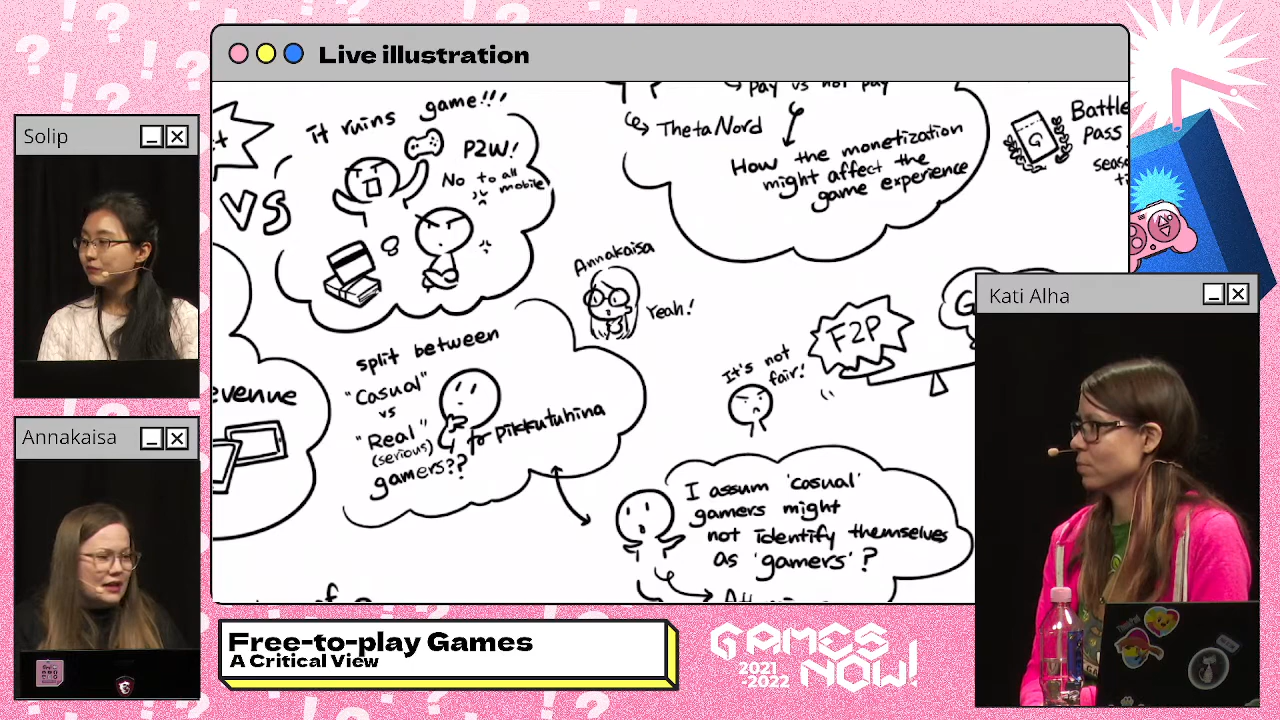 Live illustration
Solip
Annakaisa
Kati Alha
it ruins game!!!
P2W!
No to all
mobile!
VS
pay vs not pay
ThetaNord
How the monetization
might affect the
game experience
G
Battle
Pass
Annakaisa
Yeah!
split between
"Casual"
vs
"Real"
(serious)
gamers??
for pikkutuhina
F2P
G
It's not
fair!
I assum 'casual'
gamers might
not identify themselves
as 'gamers'?
evenue
Free-to-play Games
A Critical View
GAMES
NOW!
2021
-2022